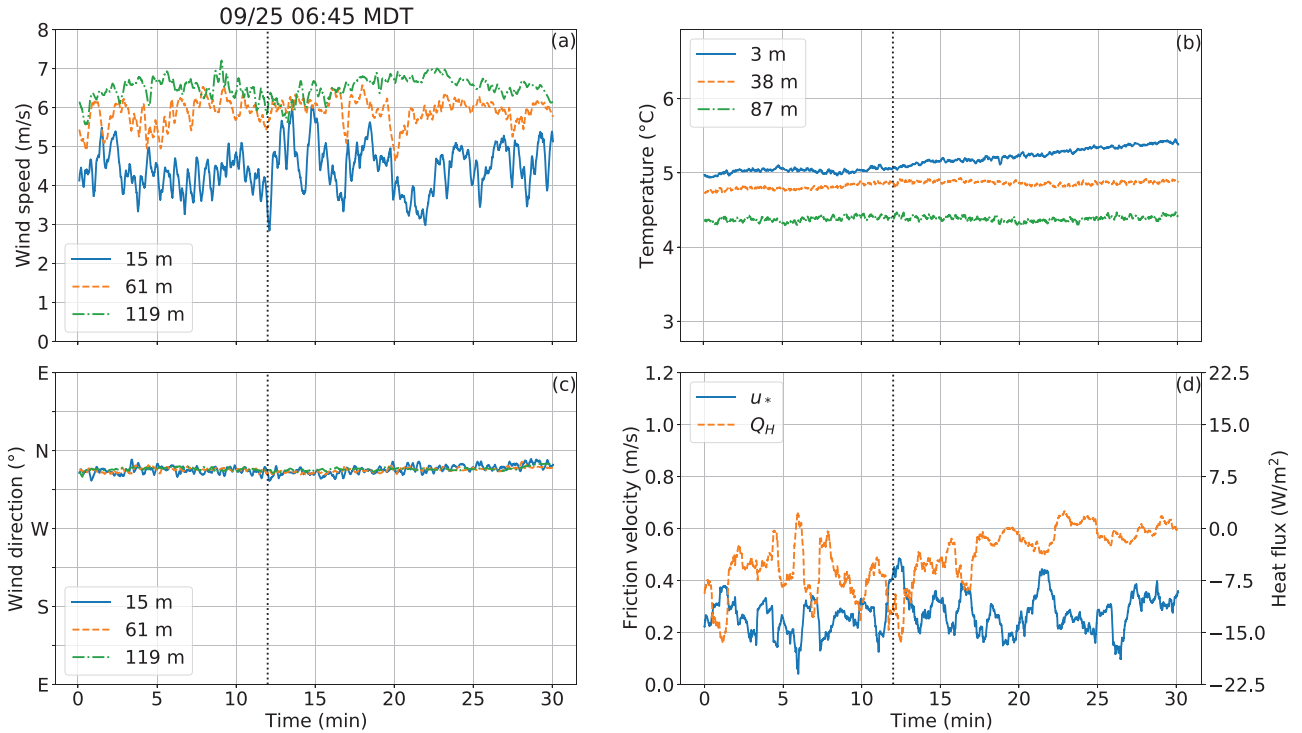 09/25 06:45 MDT
(a)
Wind speed (m/s)
8
7
6
5
4
3
2
1
0
15 m
61 m
119 m
(b)
Temperature (°C)
6
5
4
3
3 m
38 m
87 m
(c)
Wind direction (°)
E
N
W
S
E
15 m
61 m
119 m
0 5 10 15 20 25 30
Time (min)
(d)
Friction velocity (m/s)
1.2
1.0
0.8
0.6
0.4
0.2
0.0
u*
Q_H
22.5
15.0
7.5
0.0
−7.5
−15.0
−22.5
Heat flux (W/m²)
0 5 10 15 20 25 30
Time (min)